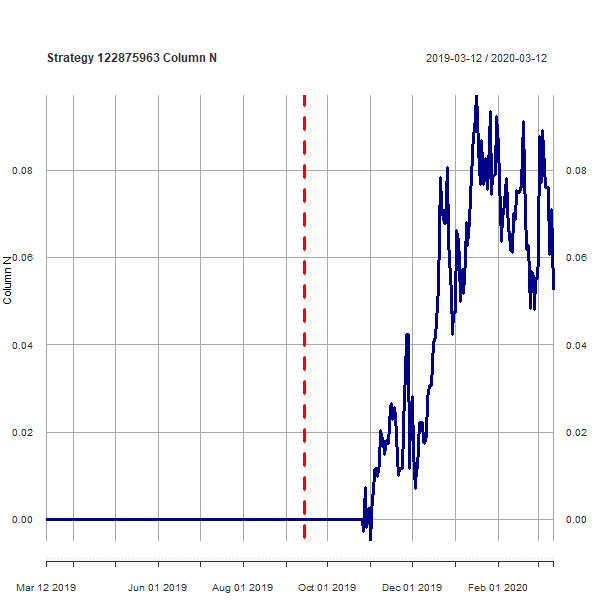 Strategy 122875963 Column N
2019-03-12 / 2020-03-12
Column N
0.08
0.06
0.04
0.02
0.00
0.08
0.06
0.04
0.02
0.00
Mar 12 2019
Jun 01 2019
Aug 01 2019
Oct 01 2019
Dec 01 2019
Feb 01 2020